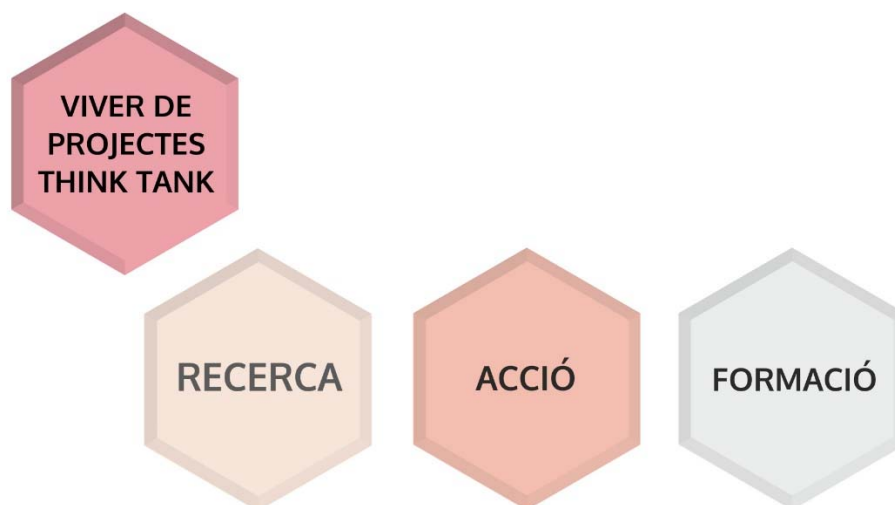 VIVER DE
PROJECTES
THINK TANK
RECERCA
ACCIÓ
FORMACIÓ